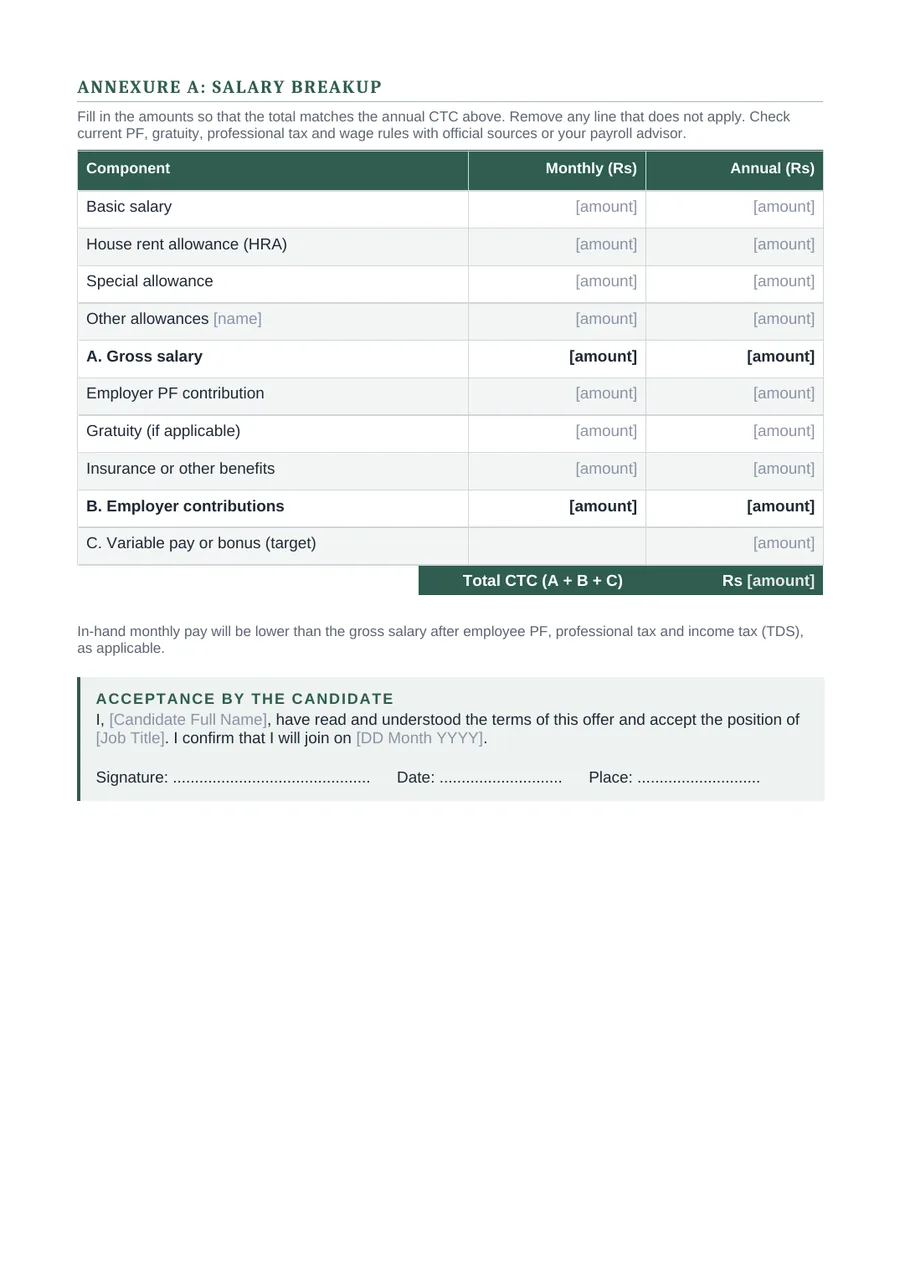 ANNEXURE A: SALARY BREAKUP
Fill in the amounts so that the total matches the annual CTC above. Remove any line that does not apply. Check
current PF, gratuity, professional tax and wage rules with official sources or your payroll advisor.
Component Monthly (Rs) Annual (Rs)
Basic salary [amount] [amount]
House rent allowance (HRA) [amount] [amount]
Special allowance [amount] [amount]
Other allowances [name] [amount] [amount]
A. Gross salary [amount] [amount]
Employer PF contribution [amount] [amount]
Gratuity (if applicable) [amount] [amount]
Insurance or other benefits [amount] [amount]
B. Employer contributions [amount] [amount]
C. Variable pay or bonus (target) [amount]
Total CTC (A + B + C) Rs [amount]
In-hand monthly pay will be lower than the gross salary after employee PF, professional tax and income tax (TDS),
as applicable.
ACCEPTANCE BY THE CANDIDATE
I, [Candidate Full Name], have read and understood the terms of this offer and accept the position of
[Job Title]. I confirm that I will join on [DD Month YYYY].
Signature: ............................................. Date: ............................ Place: ............................